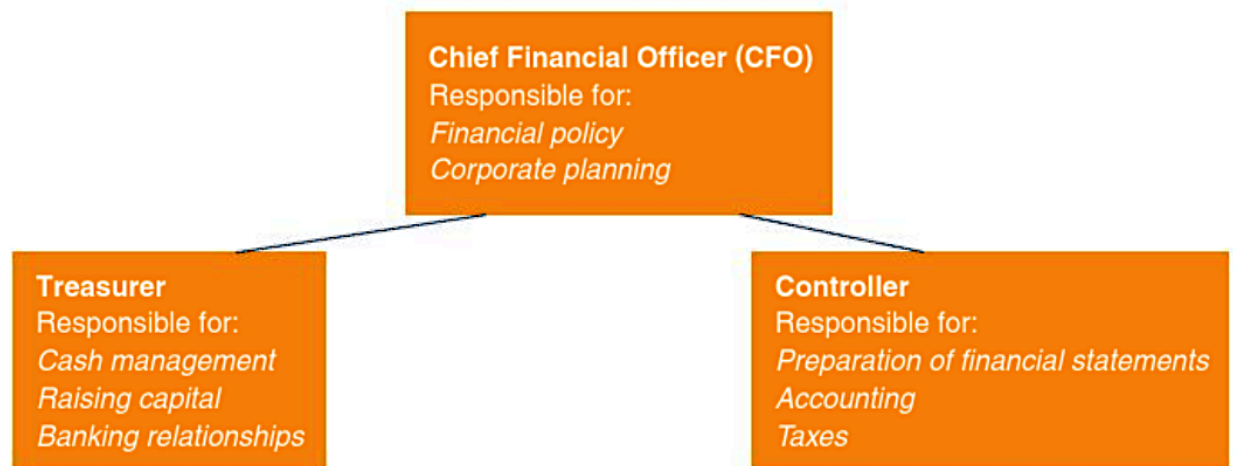 Chief Financial Officer (CFO)
Responsible for:
Financial policy
Corporate planning
Treasurer
Responsible for:
Cash management
Raising capital
Banking relationships
Controller
Responsible for:
Preparation of financial statements
Accounting
Taxes